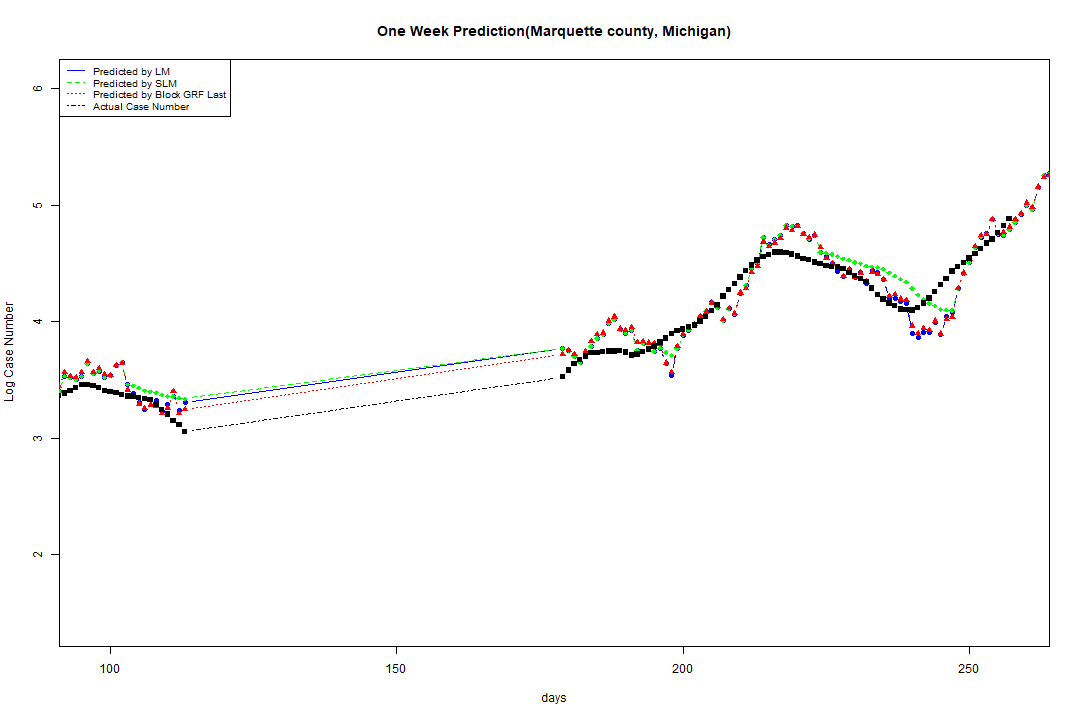 One Week Prediction(Marquette county, Michigan)
Predicted by LM
Predicted by SLM
Predicted by Block GRF Last
Actual Case Number
6
5
4
3
2
Log Case Number
100 150 200 250
days